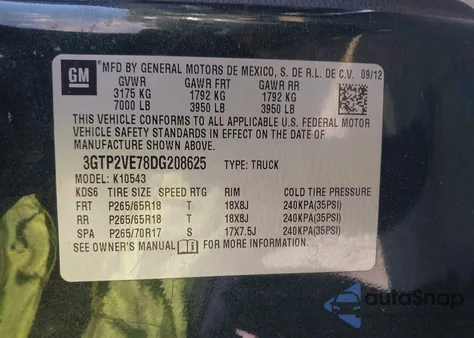 GM
MFD BY GENERAL MOTORS DE MEXICO, S. DE R.L. DE C.V. 09/12
GVWR GAWR FRT GAWR RR
3175 KG 1792 KG 1792 KG
7000 LB 3950 LB 3950 LB
THIS VEHICLE CONFORMS TO ALL APPLICABLE
U.S. FEDERAL MOTOR
VEHICLE SAFETY STANDARDS IN EFFECT ON THE DATE OF
MANUFACTURE SHOWN ABOVE.
3GTP2VE78DG208625 TYPE: TRUCK
MODEL: K10543
KDS6 TIRE SIZE SPEED RTG RIM COLD TIRE PRESSURE
FRT P265/65R18 T 18X8J 240KPA(35PSI)
RR P265/65R18 T 18X8J 240KPA(35PSI)
SPA P265/70R17 S 17X7.5J 240KPA(35PSI)
SEE OWNER'S MANUAL FOR MORE INFORMATION.
autoSnap